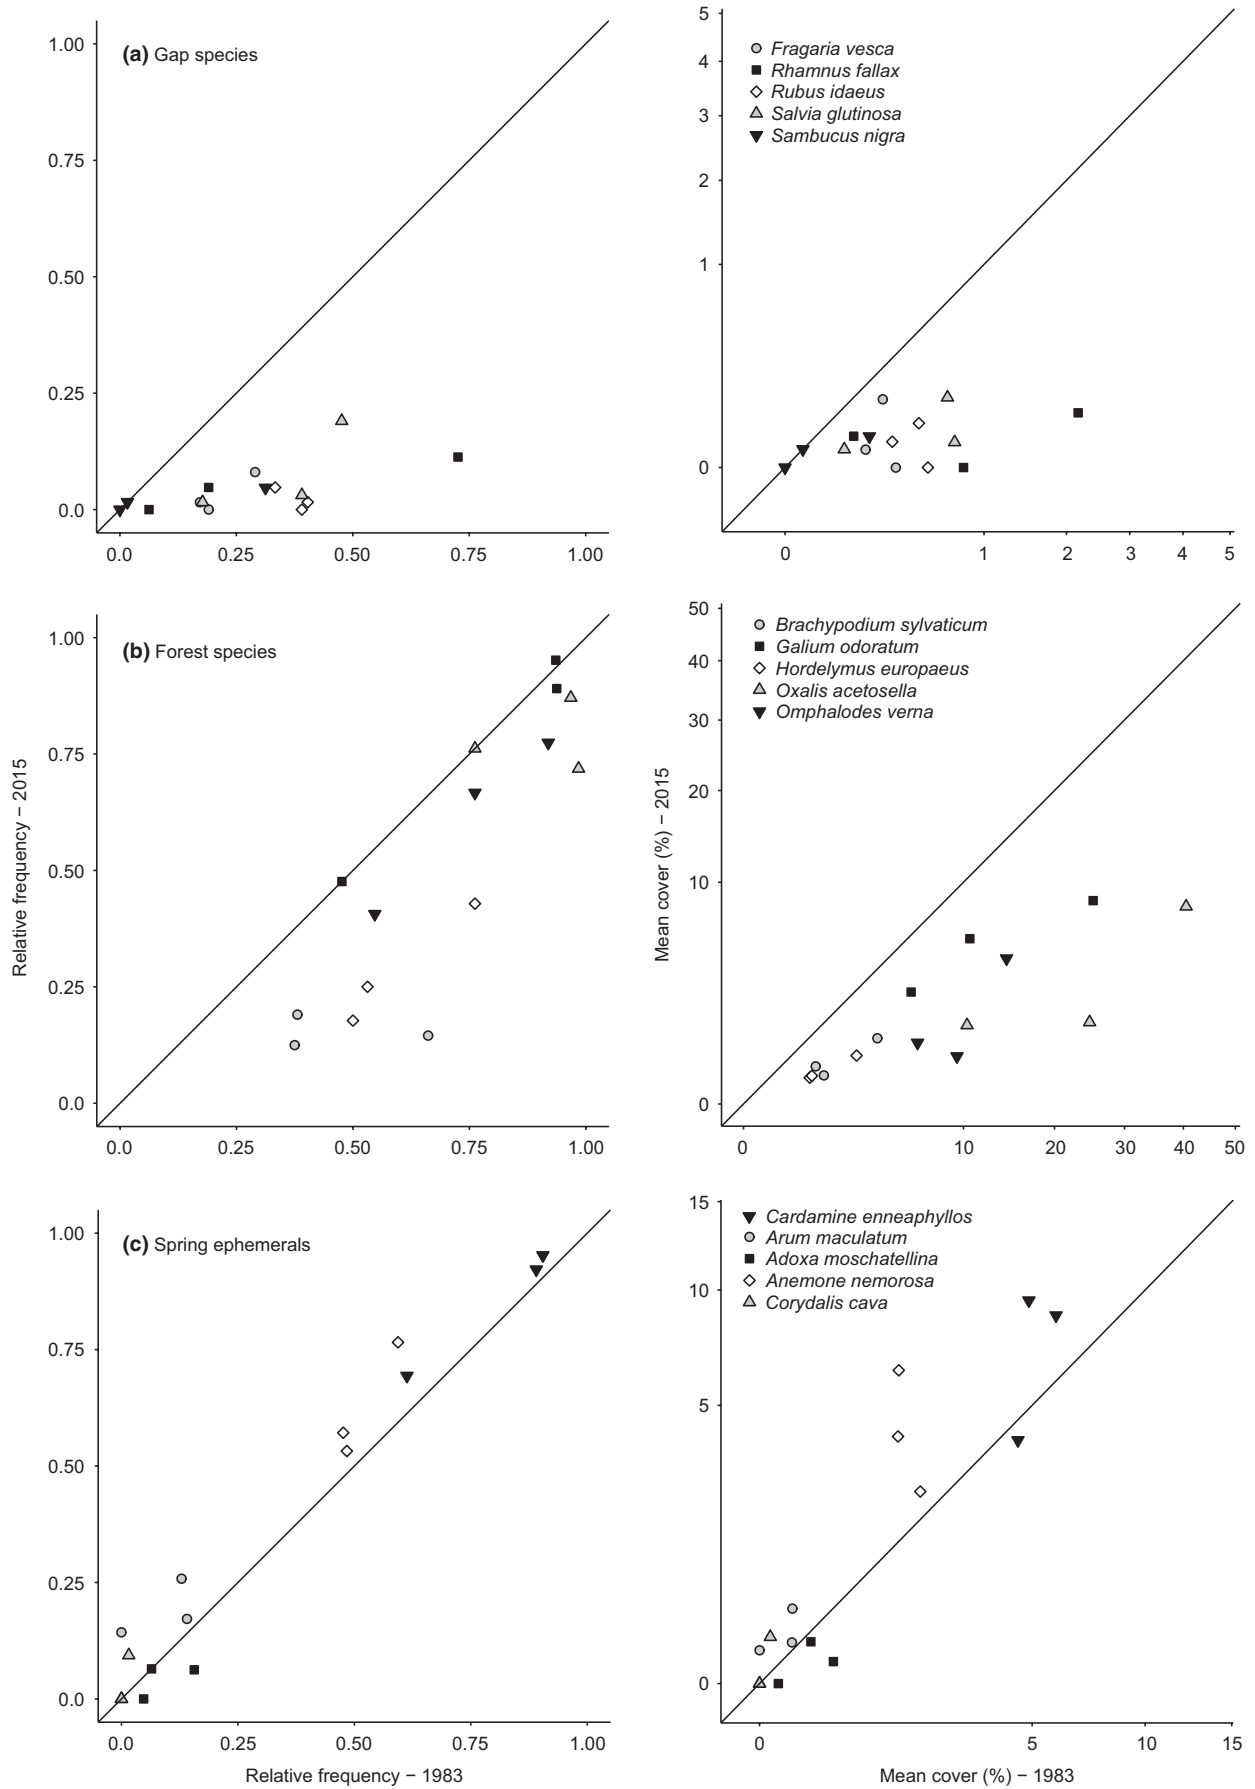 (a) Gap species
1.00
0.75
0.50
0.25
0.0
0.0 0.25 0.50 0.75 1.00
Fragaria vesca
Rhamnus fallax
Rubus idaeus
Salvia glutinosa
Sambucus nigra
5
4
3
2
1
0
0 1 2 3 4 5
(b) Forest species
1.00
0.75
0.50
0.25
0.0
0.0 0.25 0.50 0.75 1.00
Relative frequency − 2015
Brachypodium sylvaticum
Galium odoratum
Hordelymus europaeus
Oxalis acetosella
Omphalodes verna
50
40
30
20
10
0
0 10 20 30 40 50
Mean cover (%) − 2015
(c) Spring ephemerals
1.00
0.75
0.50
0.25
0.0
0.0 0.25 0.50 0.75 1.00
Relative frequency − 1983
Cardamine enneaphyllos
Arum maculatum
Adoxa moschatellina
Anemone nemorosa
Corydalis cava
15
10
5
0
0 5 10 15
Mean cover (%) − 1983